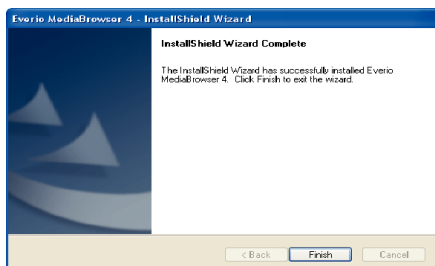 Everio MediaBrowser 4 - InstallShield Wizard
InstallShield Wizard Complete
The InstallShield Wizard has successfully installed Everio
MediaBrowser 4. Click Finish to exit the wizard.
< Back
Finish
Cancel